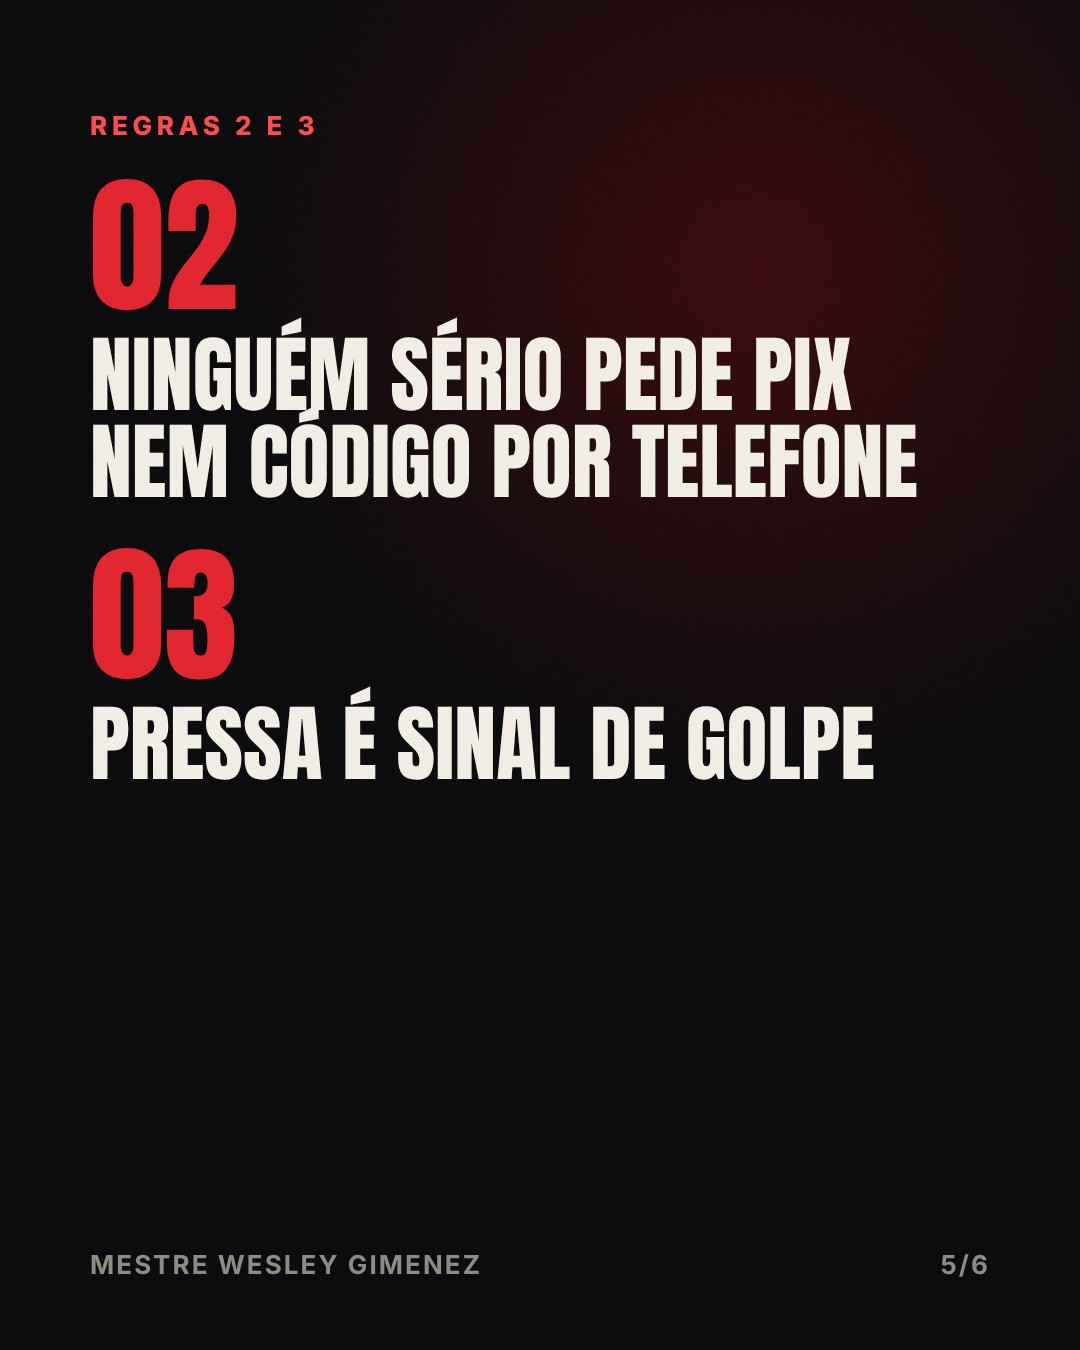 REGRAS 2 E 3
02
NINGUÉM SÉRIO PEDE PIX
NEM CÓDIGO POR TELEFONE
03
PRESSA É SINAL DE GOLPE
MESTRE WESLEY GIMENEZ
5/6